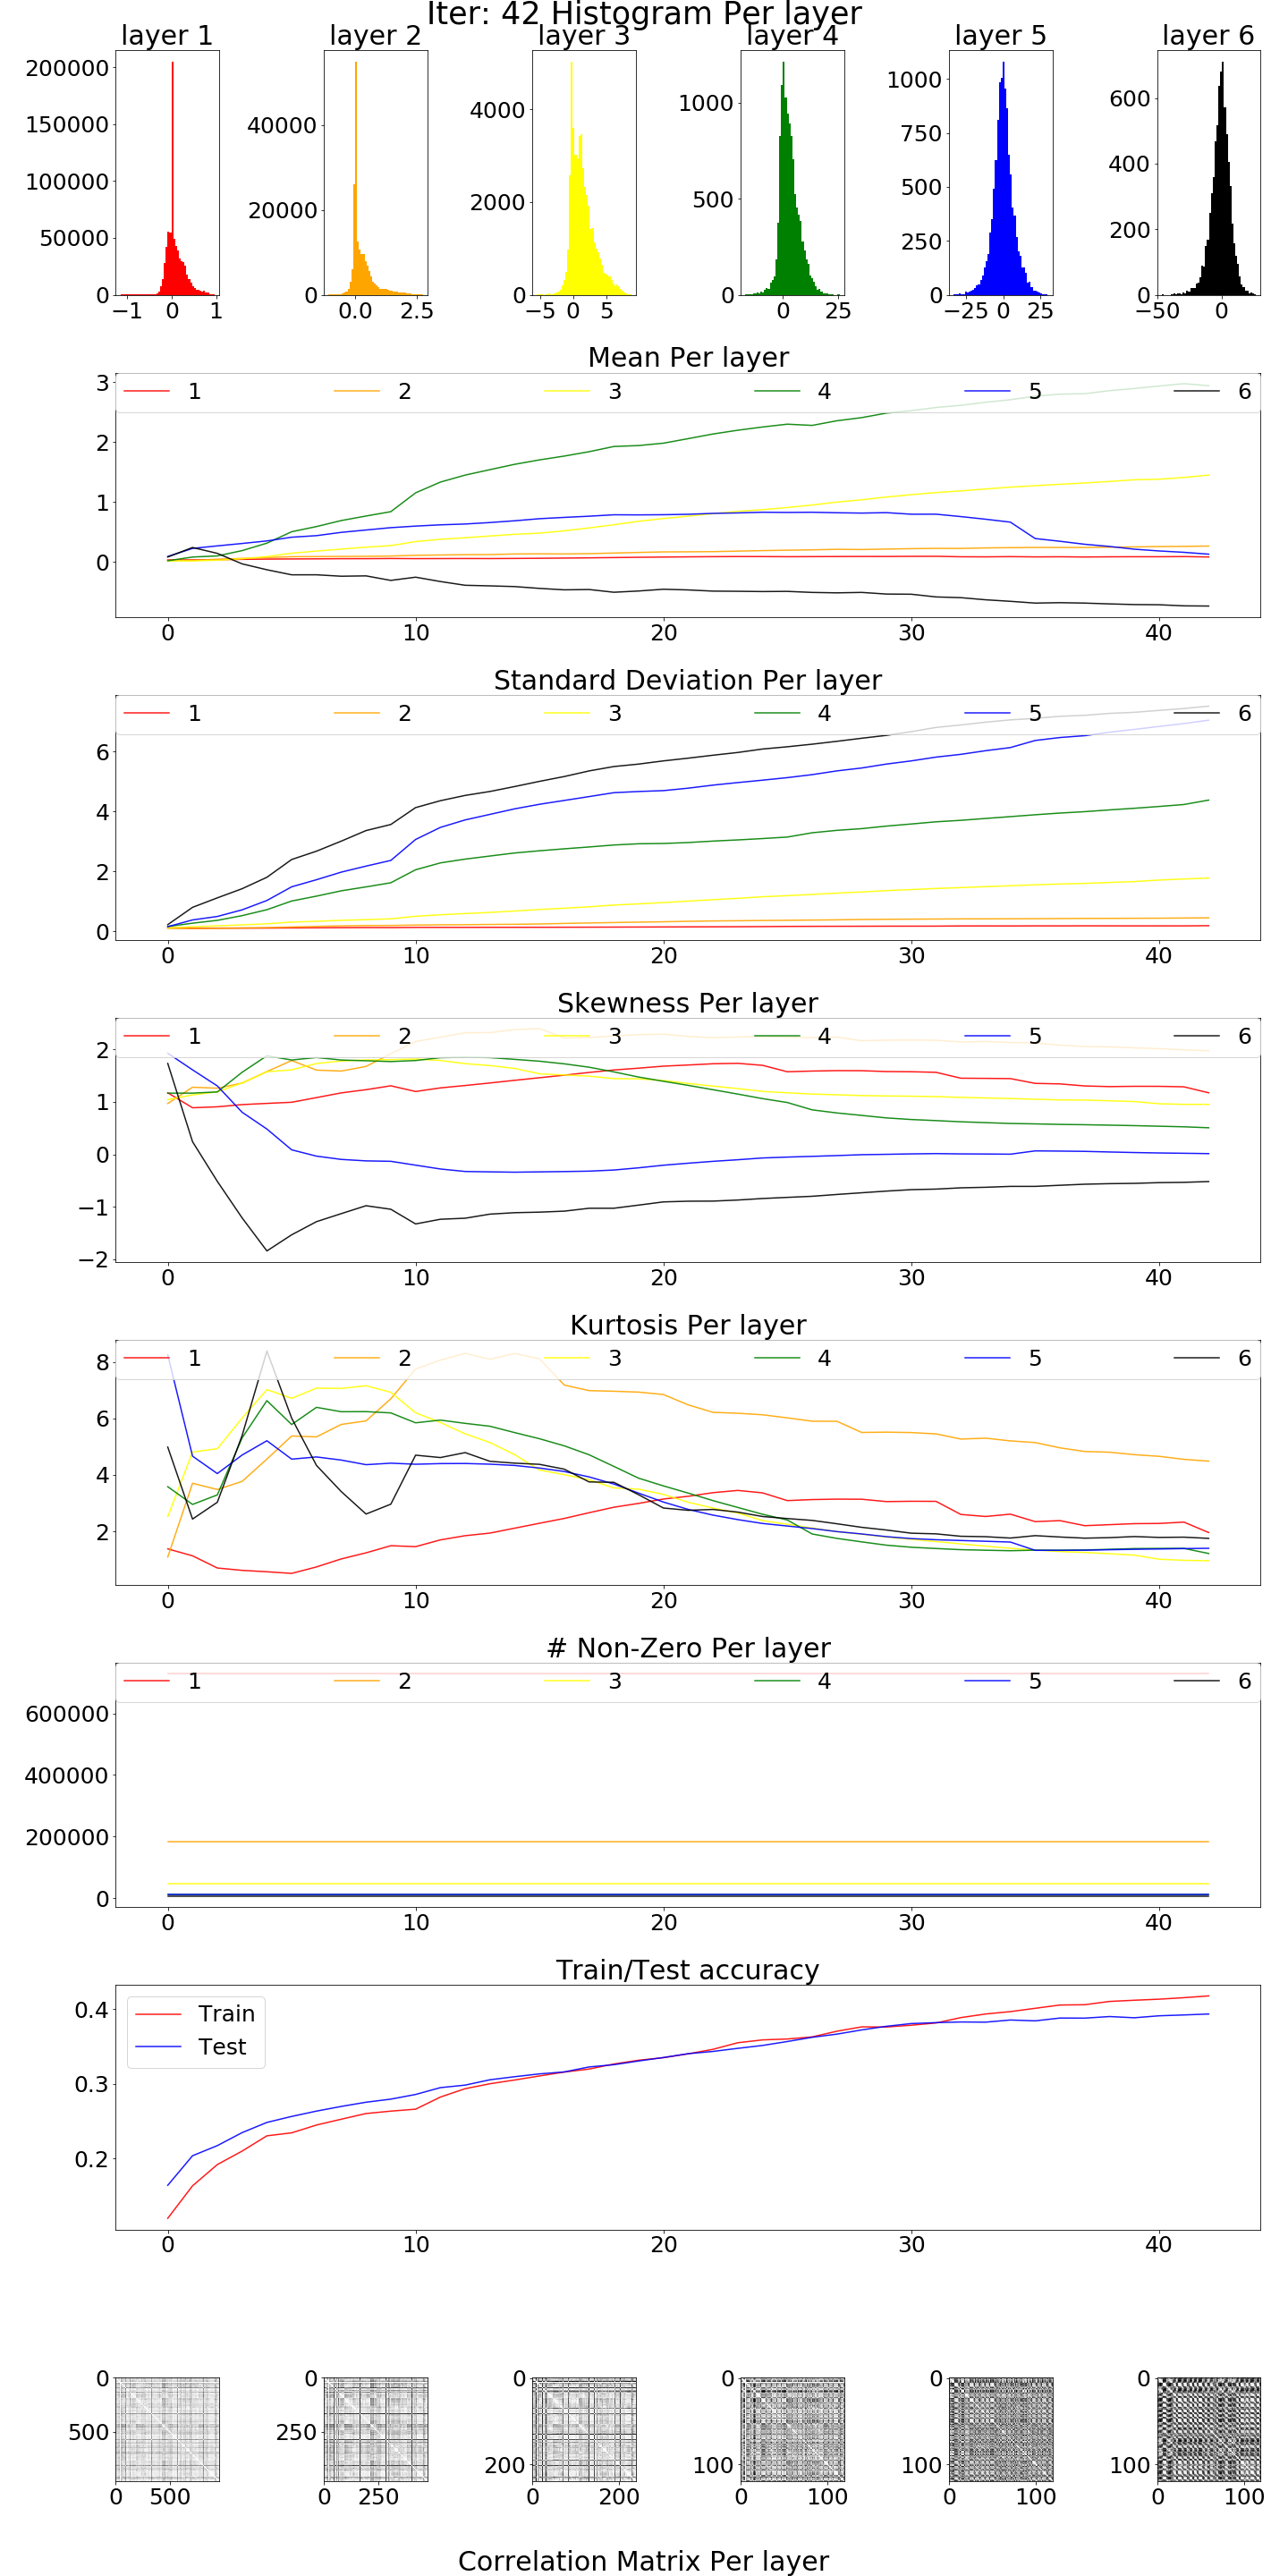 Iter: 42 Histogram Per layer
layer 1 layer 2 layer 3 layer 4 layer 5 layer 6
200000
150000
100000
50000
0
−1 0 1
40000
20000
0
0.0 2.5
4000
2000
0
−5 0 5
1000
500
0
0 25
1000
750
500
250
0
−25 0 25
600
400
200
0
−50 0
Mean Per layer
1 2 3 4 5 6
3
2
1
0
0 10 20 30 40
Standard Deviation Per layer
1 2 3 4 5 6
6
4
2
0
0 10 20 30 40
Skewness Per layer
1 2 3 4 5 6
2
1
0
−1
−2
0 10 20 30 40
Kurtosis Per layer
1 2 3 4 5 6
8
6
4
2
0 10 20 30 40
# Non-Zero Per layer
1 2 3 4 5 6
600000
400000
200000
0
0 10 20 30 40
Train/Test accuracy
Train
Test
0.4
0.3
0.2
0 10 20 30 40
0
500
0 500
0
250
0 250
0
200
0 200
0
100
0 100
0
100
0 100
0
100
0 100
Correlation Matrix Per layer